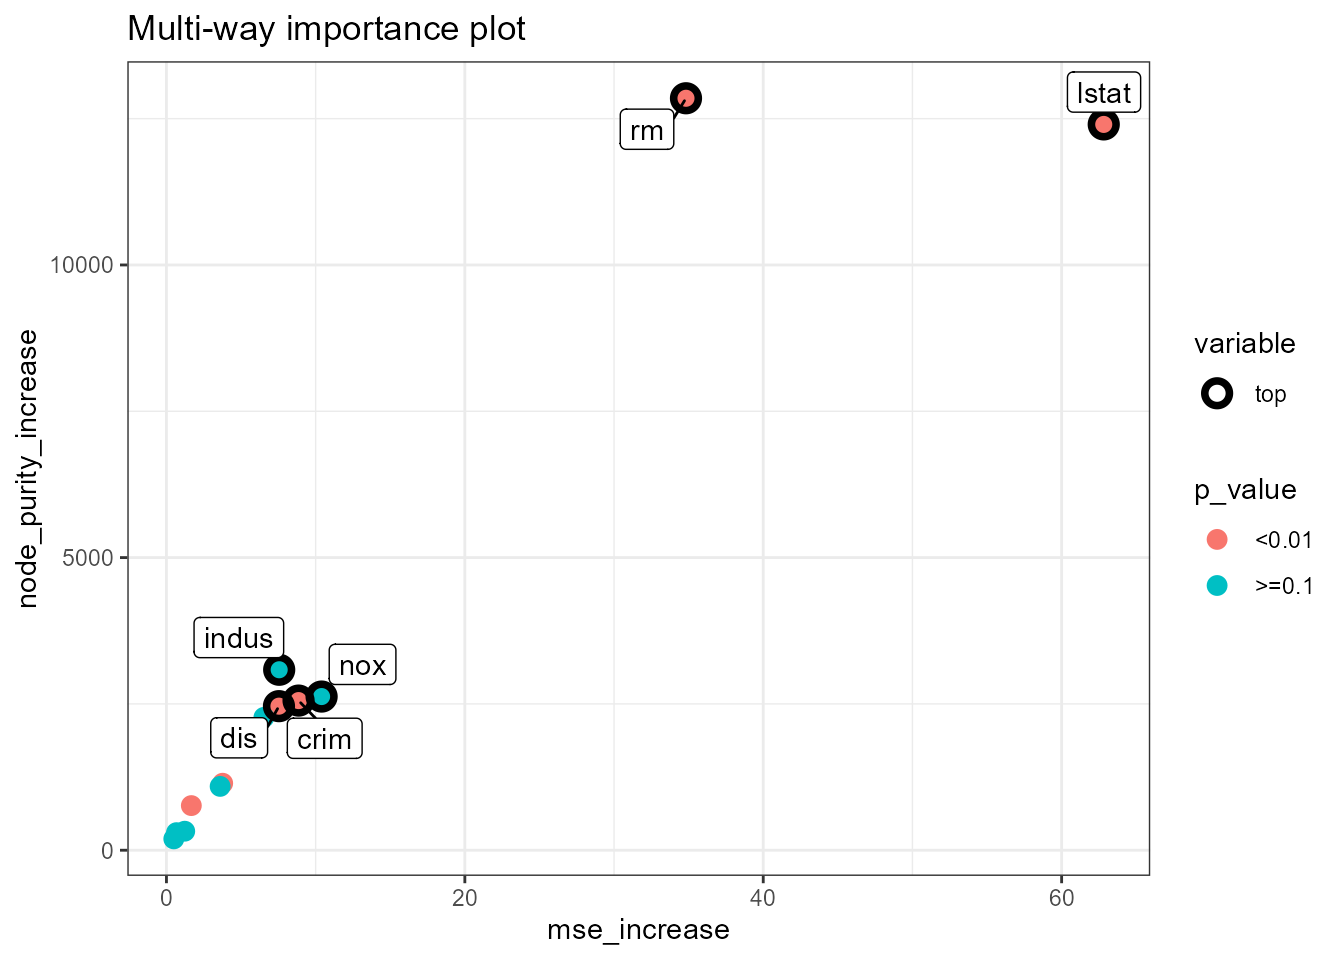 Multi-way importance plot
lstat
rm
10000
node_purity_increase
5000
indus
nox
dis
crim
0
0
20
40
60
mse_increase
variable
top
p_value
<0.01
>=0.1